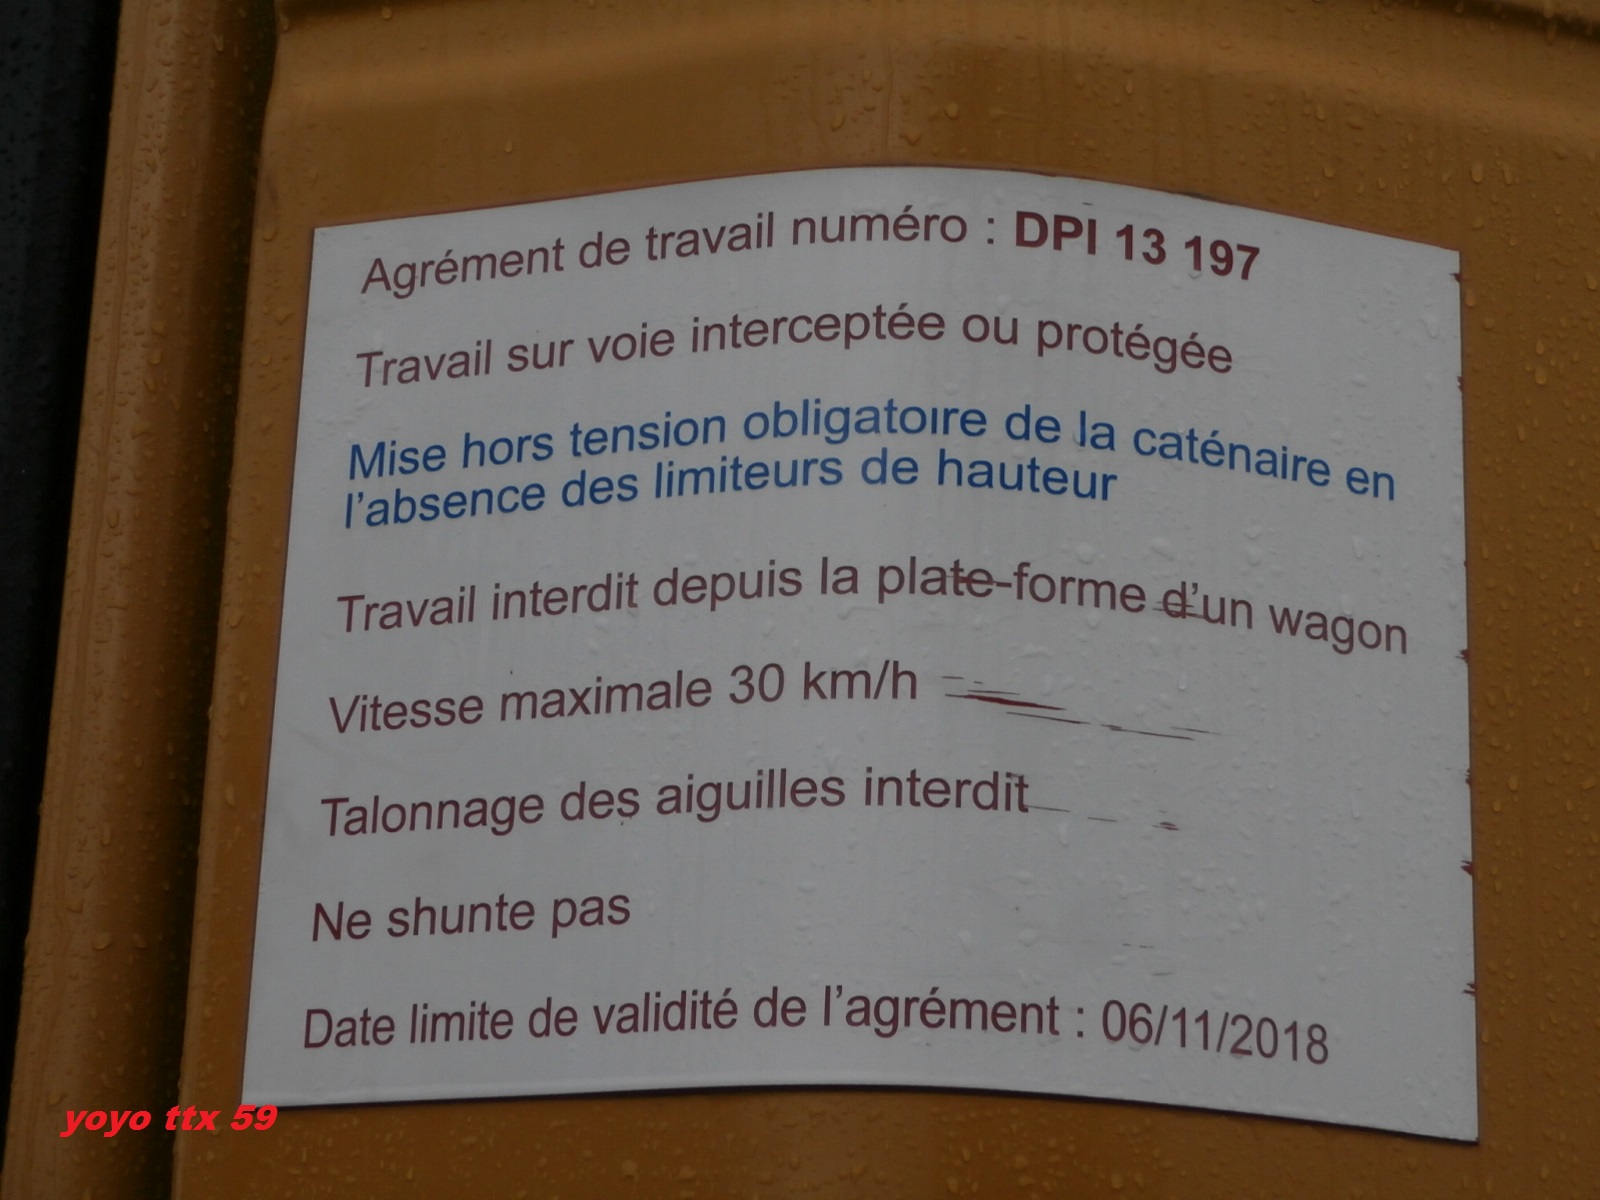 Agrément de travail numéro : DPI 13 197
Travail sur voie interceptée ou protégée
Mise hors tension obligatoire de la caténaire en
l'absence des limiteurs de hauteur
Travail interdit depuis la plate-forme d'un wagon
Vitesse maximale 30 km/h
Talonnage des aiguilles interdit
Ne shunte pas
Date limite de validité de l'agrément : 06/11/2018
yoyo ttx 59